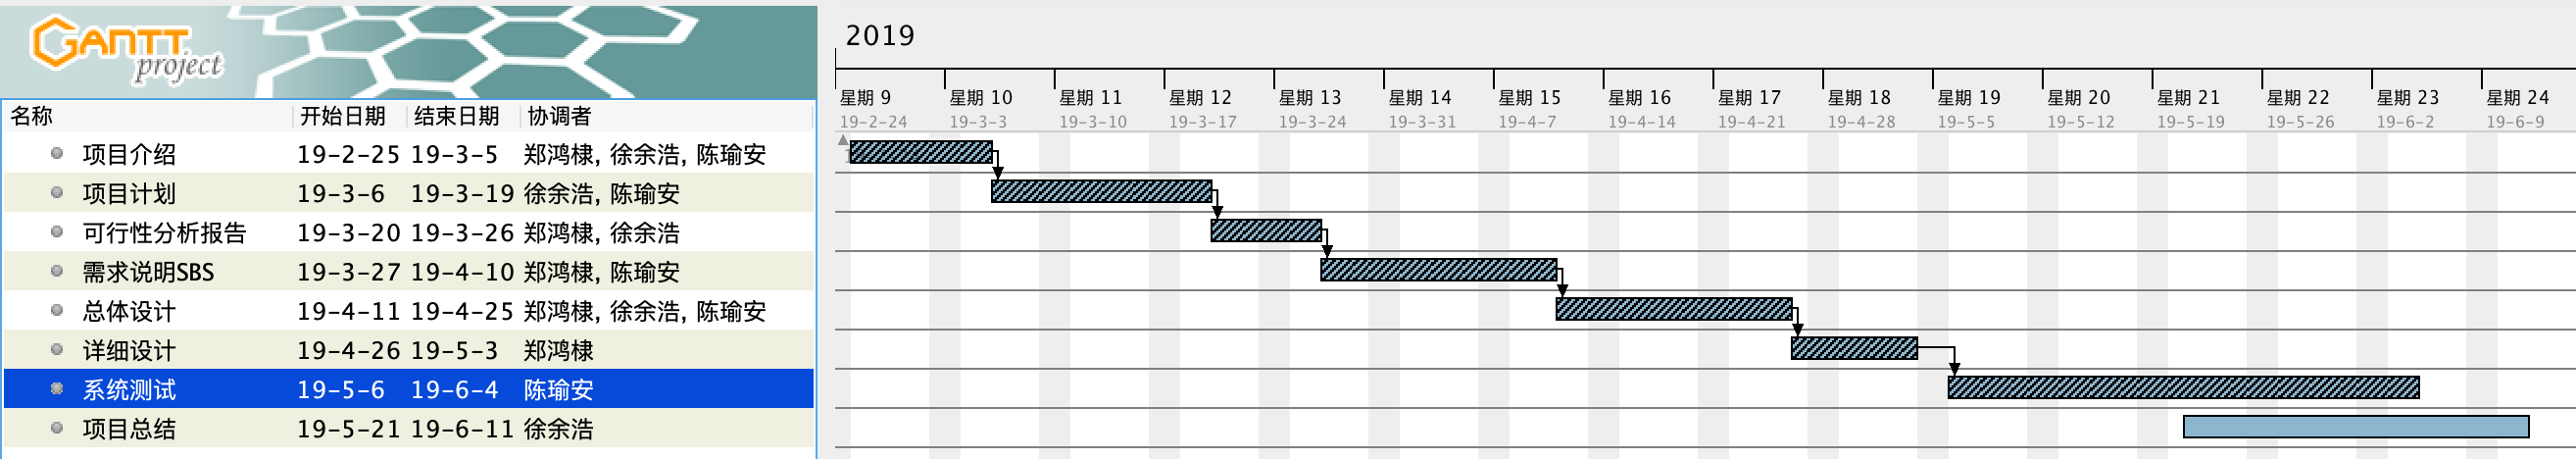 GANTT
project
2019
星期 9 星期 10 星期 11 星期 12 星期 13 星期 14 星期 15 星期 16 星期 17 星期 18 星期 19 星期 20 星期 21 星期 22 星期 23 星期 24
19-2-24 19-3-3 19-3-10 19-3-17 19-3-24 19-3-31 19-4-7 19-4-14 19-4-21 19-4-28 19-5-5 19-5-12 19-5-19 19-5-26 19-6-2 19-6-9
名称 开始日期 结束日期 协调者
项目介绍 19-2-25 19-3-5 郑鸿棣, 徐余浩, 陈瑜安
项目计划 19-3-6 19-3-19 徐余浩, 陈瑜安
可行性分析报告 19-3-20 19-3-26 郑鸿棣, 徐余浩
需求说明SBS 19-3-27 19-4-10 郑鸿棣, 陈瑜安
总体设计 19-4-11 19-4-25 郑鸿棣, 徐余浩, 陈瑜安
详细设计 19-4-26 19-5-3 郑鸿棣
系统测试 19-5-6 19-6-4 陈瑜安
项目总结 19-5-21 19-6-11 徐余浩